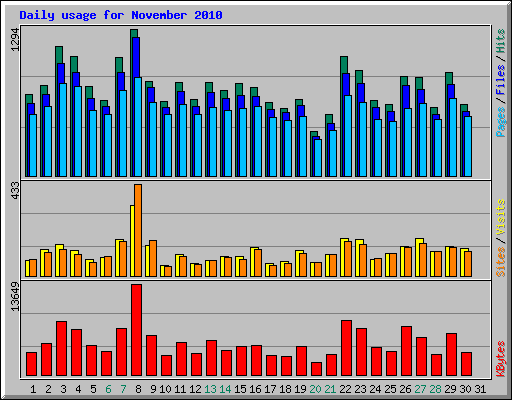 Daily usage for November 2010
1294
Pages / Files / Hits
433
Sites / Visits
13649
KBytes
1 2 3 4 5 6 7 8 9 10 11 12 13 14 15 16 17 18 19 20 21 22 23 24 25 26 27 28 29 30 31